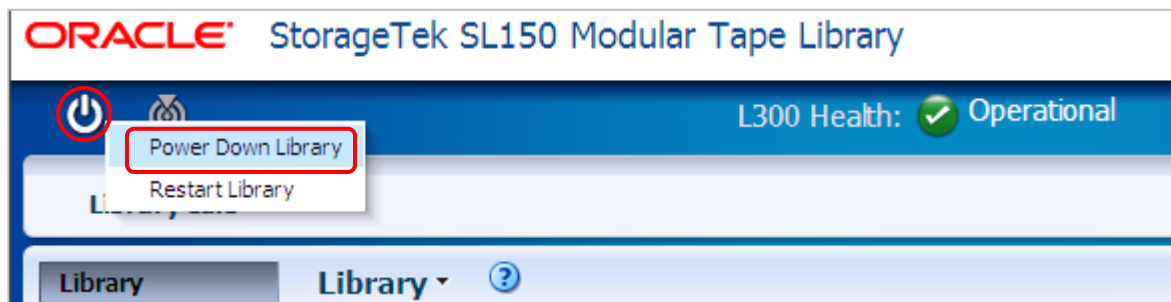 ORACLE® StorageTek SL150 Modular Tape Library
L300 Health: Operational
Power Down Library
Restart Library
Library
Library ?